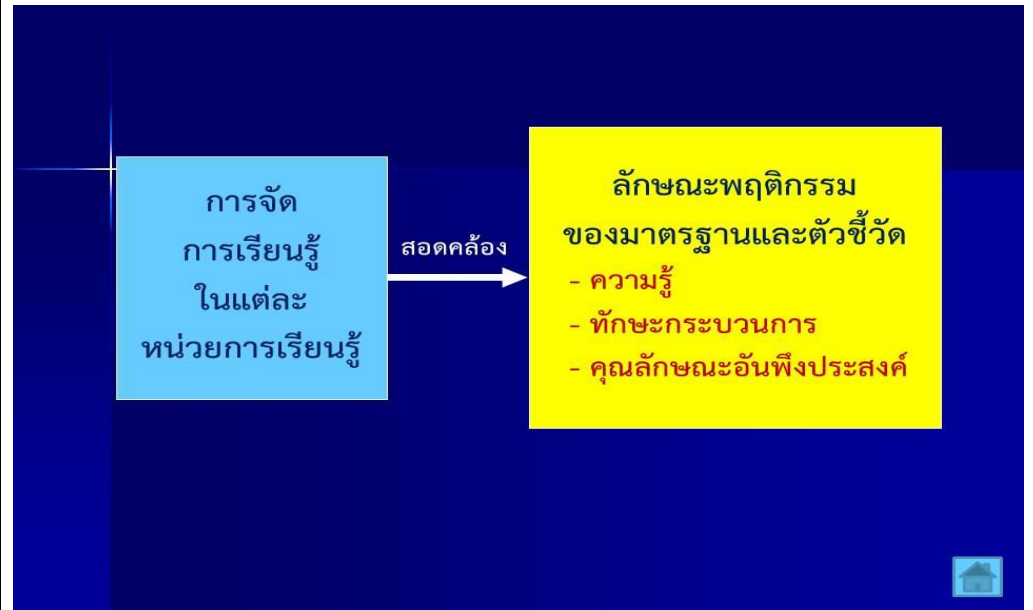 การจัด
การเรียนรู้
ในแต่ละ
หน่วยการเรียนรู้
สอดคล้อง
ลักษณะพฤติกรรม
ของมาตรฐานและตัวชี้วัด
- ความรู้
- ทักษะกระบวนการ
- คุณลักษณะอันพึงประสงค์